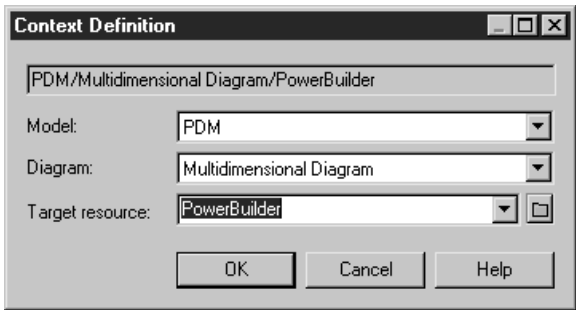 Context Definition
PDM/Multidimensional Diagram/PowerBuilder
Model: PDM
Diagram: Multidimensional Diagram
Target resource: PowerBuilder
OK Cancel Help